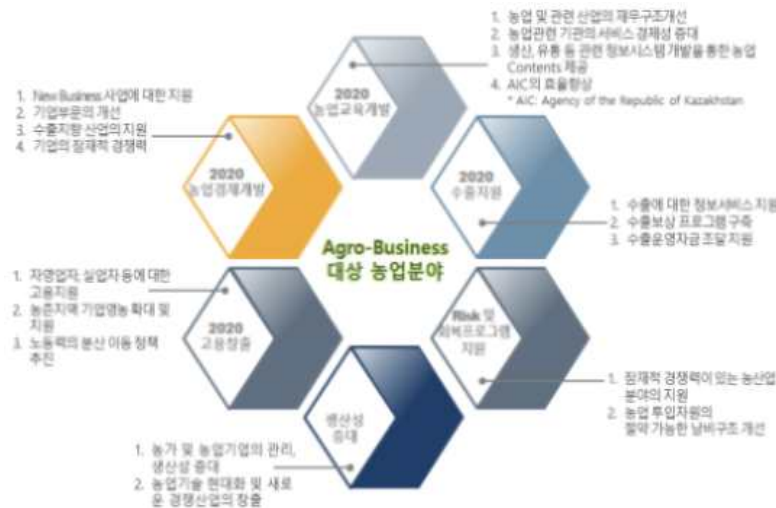 1. 농업 및 관련 산업의 재무구조개선
2. 농업관련 기관의 서비스 경제성 증대
3. 생산, 유통 등 관련 정보시스템 개발을 통한 농업
Contents 제공
4. AIC의 효율향상
* AIC: Agency of the Republic of Kazakhstan
2020
농업교육개발
1. New Business 사업에 대한 지원
2. 기업부문의 개선
3. 수출지향 산업의 지원
4. 기업의 잠재적 경쟁력
2020
농업경제개발
2020
수출지원
1. 수출에 대한 정보서비스 지원
2. 수출보상 프로그램 구축
3. 수출운영자금 조달 지원
Agro-Business
대상 농업분야
1. 자영업자, 실업자 등에 대한
고용지원
2. 농촌지역 기업영농 확대 및
지원
3. 노동력의 분산 이동 정책
추진
2020
고용창출
Risk 및
회복프로그램
지원
1. 잠재적 경쟁력이 있는 농산업
분야의 지원
2. 농업 투입자원의
절약 가능한 낭비구조 개선
생산성
증대
1. 농가 및 농업기업의 관리,
생산성 증대
2. 농업기술 현대화 및 새로
운 경쟁산업의 창출